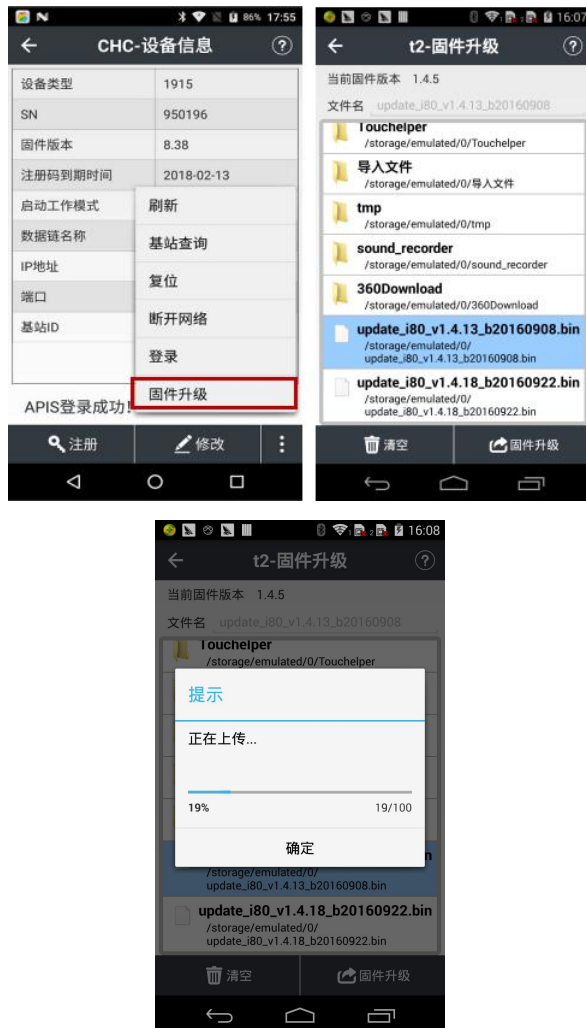 86% 17:55
CHC-设备信息
设备类型 1915
SN 950196
固件版本 8.38
注册码到期时间 2018-02-13
启动工作模式
数据链名称
IP地址
端口
基站ID
刷新
基站查询
复位
断开网络
登录
固件升级
APIS登录成功!
注册 修改
16:07
t2-固件升级
当前固件版本 1.4.5
文件名 update_i80_v1.4.13_b20160908
Touchelper
/storage/emulated/0/Touchelper
导入文件
/storage/emulated/0/导入文件
tmp
/storage/emulated/0/tmp
sound_recorder
/storage/emulated/0/sound_recorder
360Download
/storage/emulated/0/360Download
update_i80_v1.4.13_b20160908.bin
/storage/emulated/0/
update_i80_v1.4.13_b20160908.bin
update_i80_v1.4.18_b20160922.bin
/storage/emulated/0/
update_i80_v1.4.18_b20160922.bin
清空 固件升级
16:08
t2-固件升级
当前固件版本 1.4.5
文件名 update_i80_v1.4.13_b20160908
Touchelper
/storage/emulated/0/Touchelper
提示
正在上传...
19% 19/100
确定
n
/storage/emulated/0/
update_i80_v1.4.13_b20160908.bin
update_i80_v1.4.18_b20160922.bin
/storage/emulated/0/
update_i80_v1.4.18_b20160922.bin
清空 固件升级